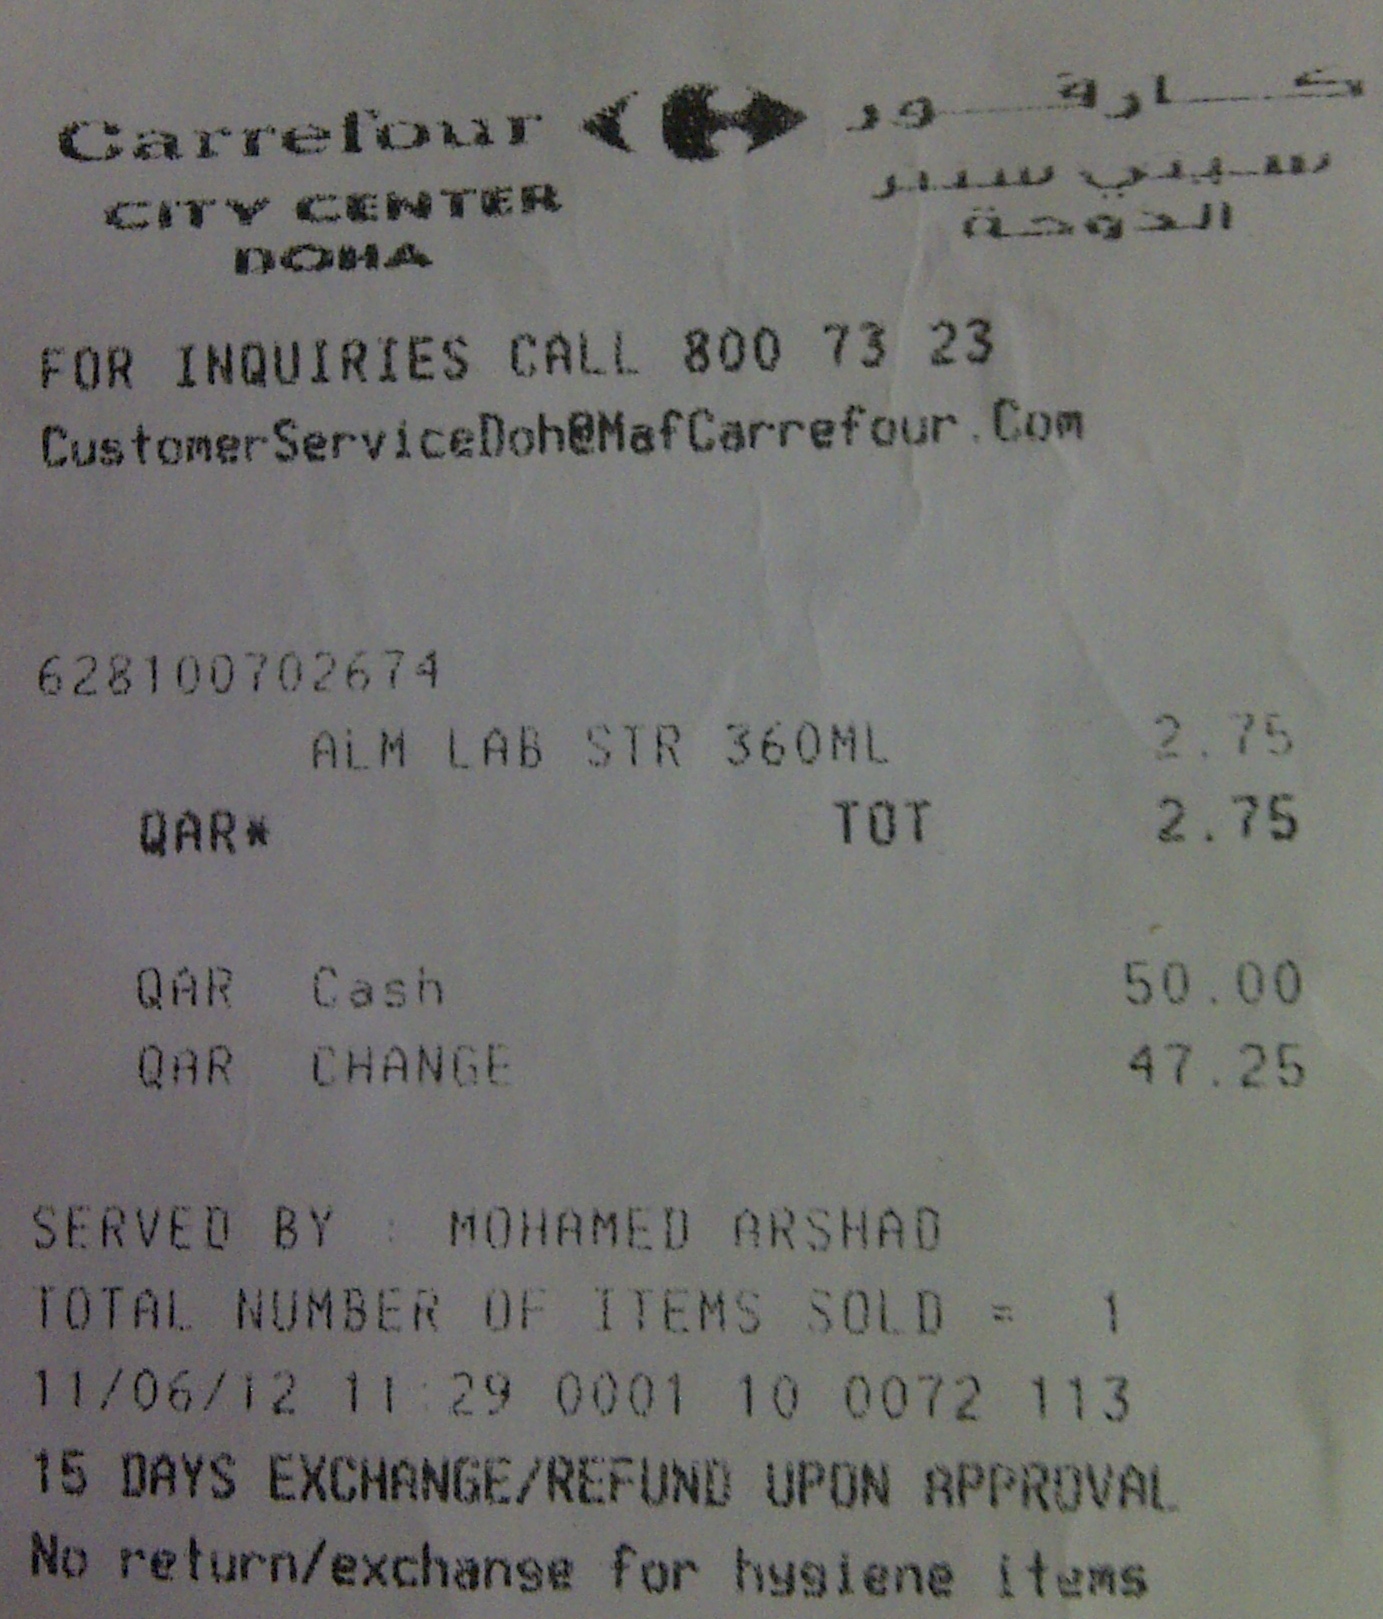 Carrefour كارفور
CITY CENTER سيتي سنتر
DOHA الدوحة
FOR INQUIRIES CALL 800 73 23
CustomerServiceDoh@MafCarrefour.Com
628100702674
ALM LAB STR 360ML 2.75
QAR* TOT 2.75
QAR Cash 50.00
QAR CHANGE 47.25
SERVED BY : MOHAMED ARSHAD
TOTAL NUMBER OF ITEMS SOLD = 1
11/06/12 11:29 0001 10 0072 113
15 DAYS EXCHANGE/REFUND UPON APPROVAL
No return/exchange for hygiene items